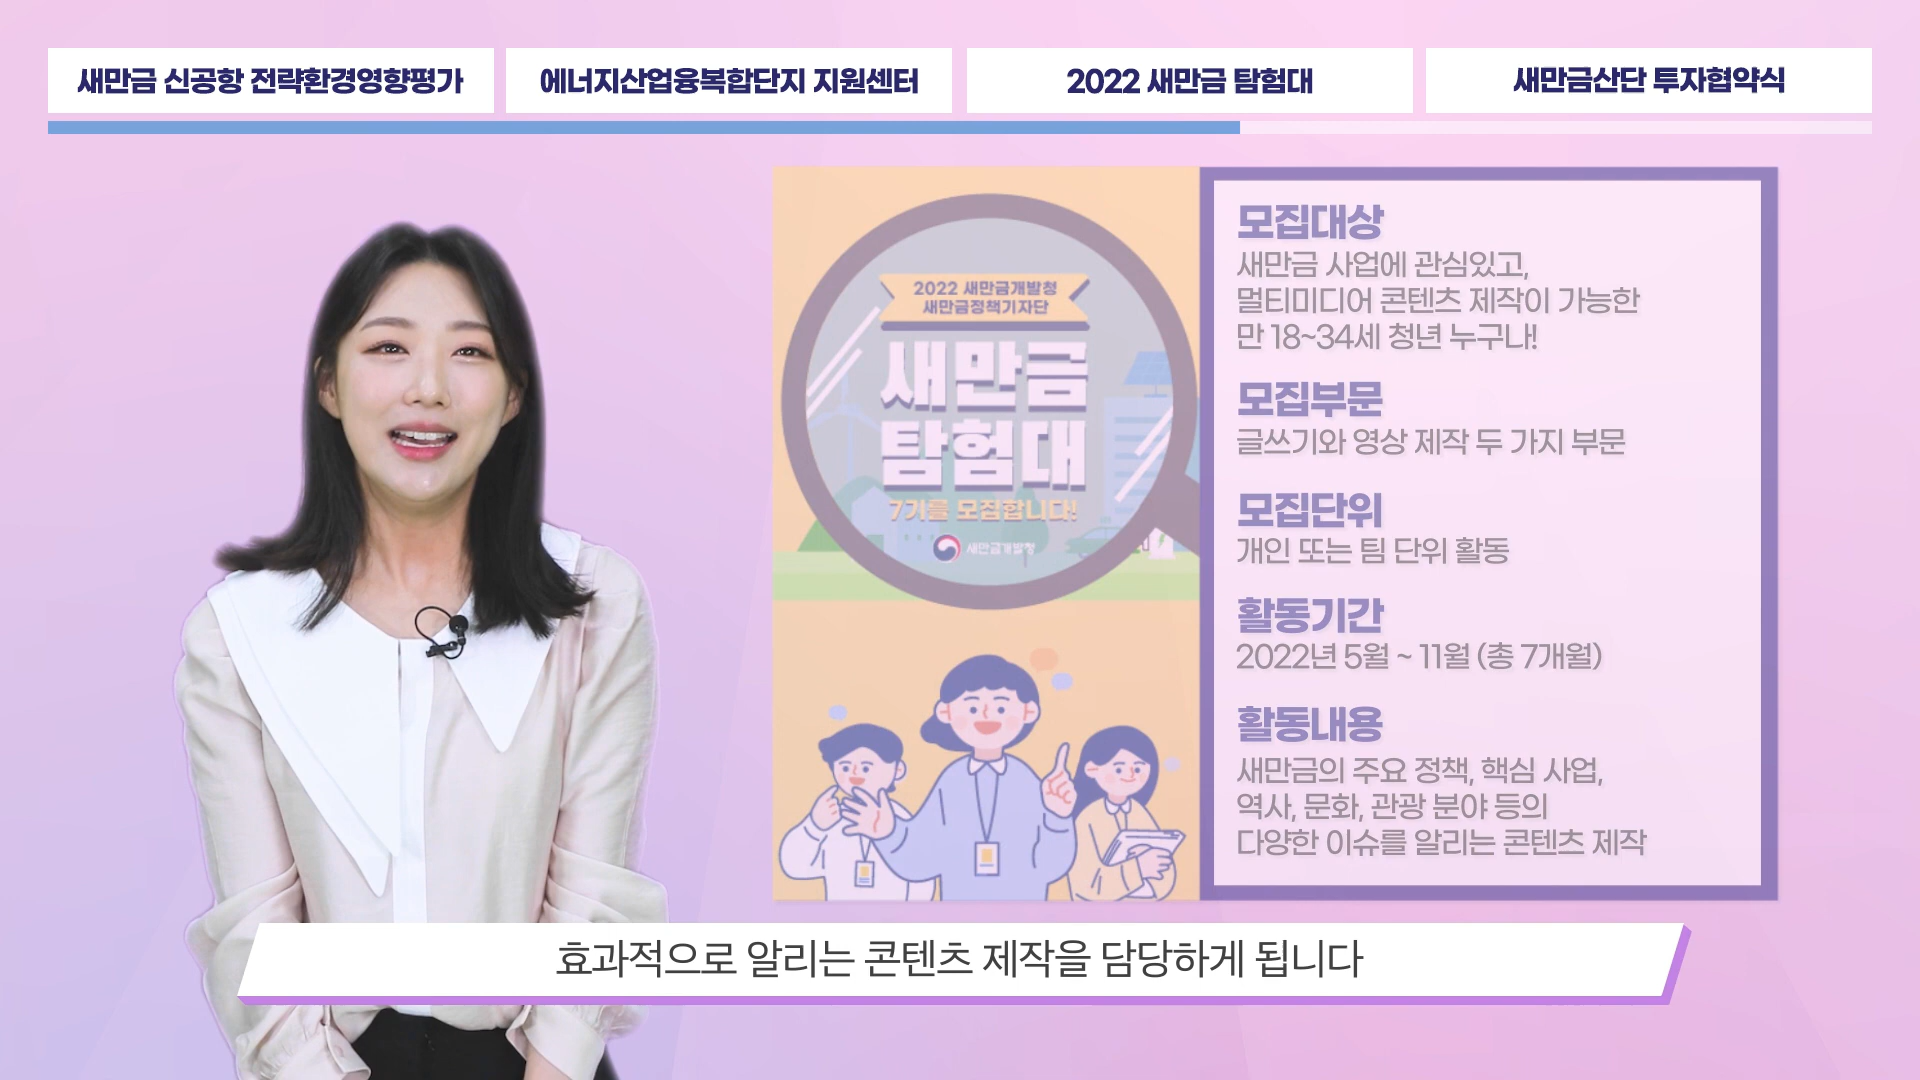 새만금 신공항 전략환경영향평가
에너지산업융복합단지 지원센터
2022 새만금 탐험대
새만금산단 투자협약식
2022 새만금개발청
새만금정책기자단
새만금
탐험대
7기를 모집합니다!
새만금개발청
모집대상
새만금 사업에 관심있고,
멀티미디어 콘텐츠 제작이 가능한
만 18~34세 청년 누구나!
모집부문
글쓰기와 영상 제작 두 가지 부문
모집단위
개인 또는 팀 단위 활동
활동기간
2022년 5월 ~ 11월 (총 7개월)
활동내용
새만금의 주요 정책, 핵심 사업,
역사, 문화, 관광 분야 등의
다양한 이슈를 알리는 콘텐츠 제작
효과적으로 알리는 콘텐츠 제작을 담당하게 됩니다